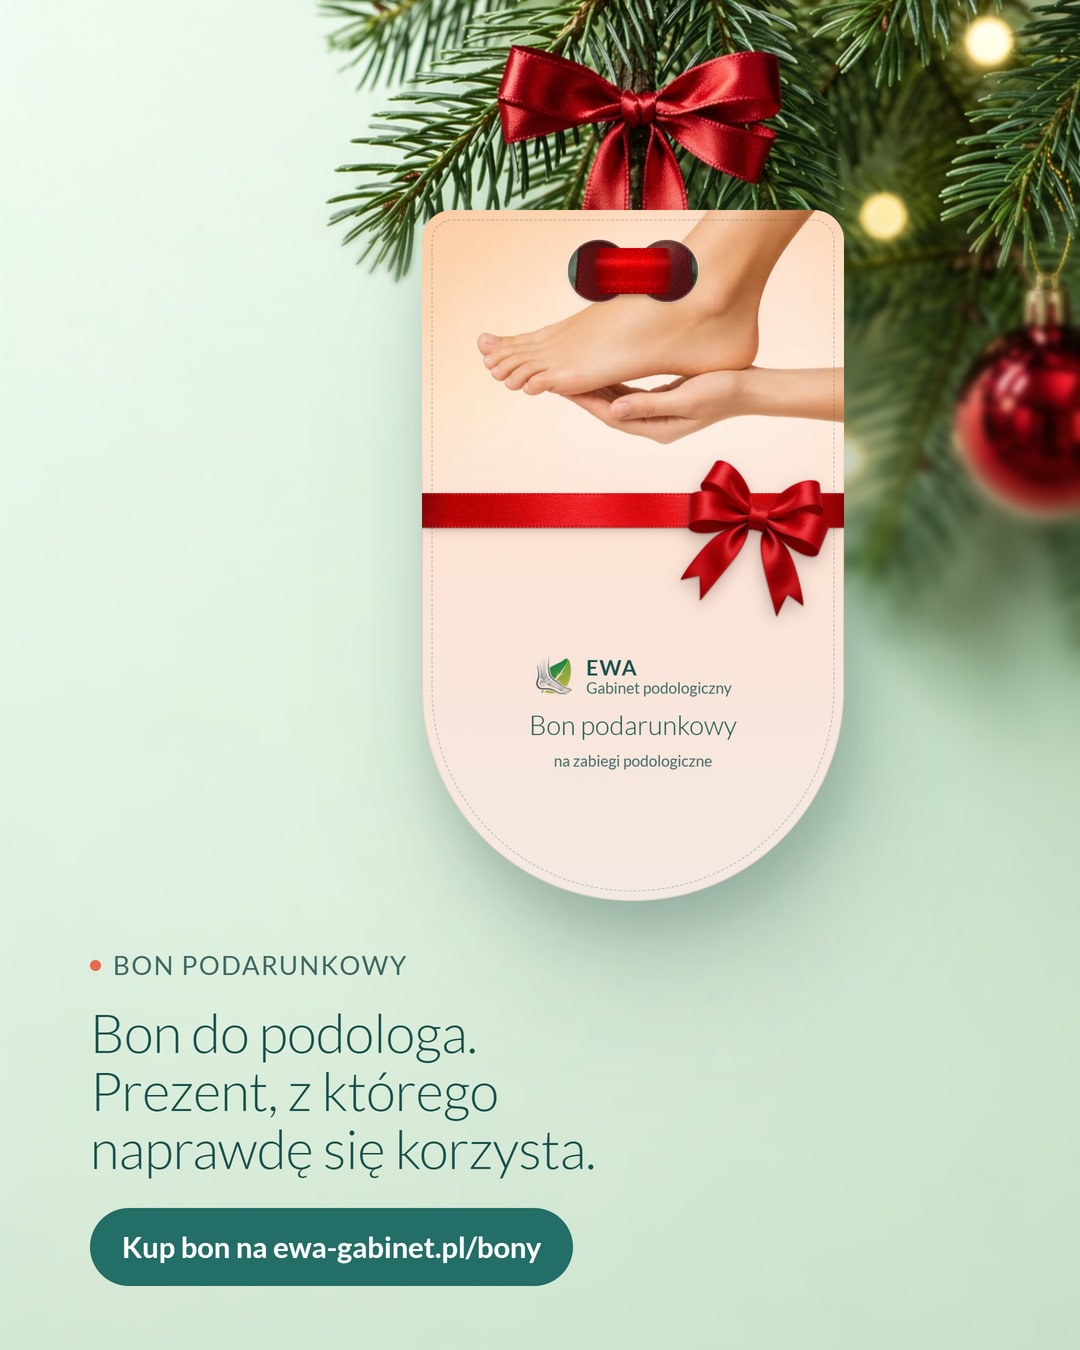 EWA
Gabinet podologiczny
Bon podarunkowy
na zabiegi podologiczne
BON PODARUNKOWY
Bon do podologa.
Prezent, z którego
naprawdę się korzysta.
Kup bon na ewa-gabinet.pl/bony